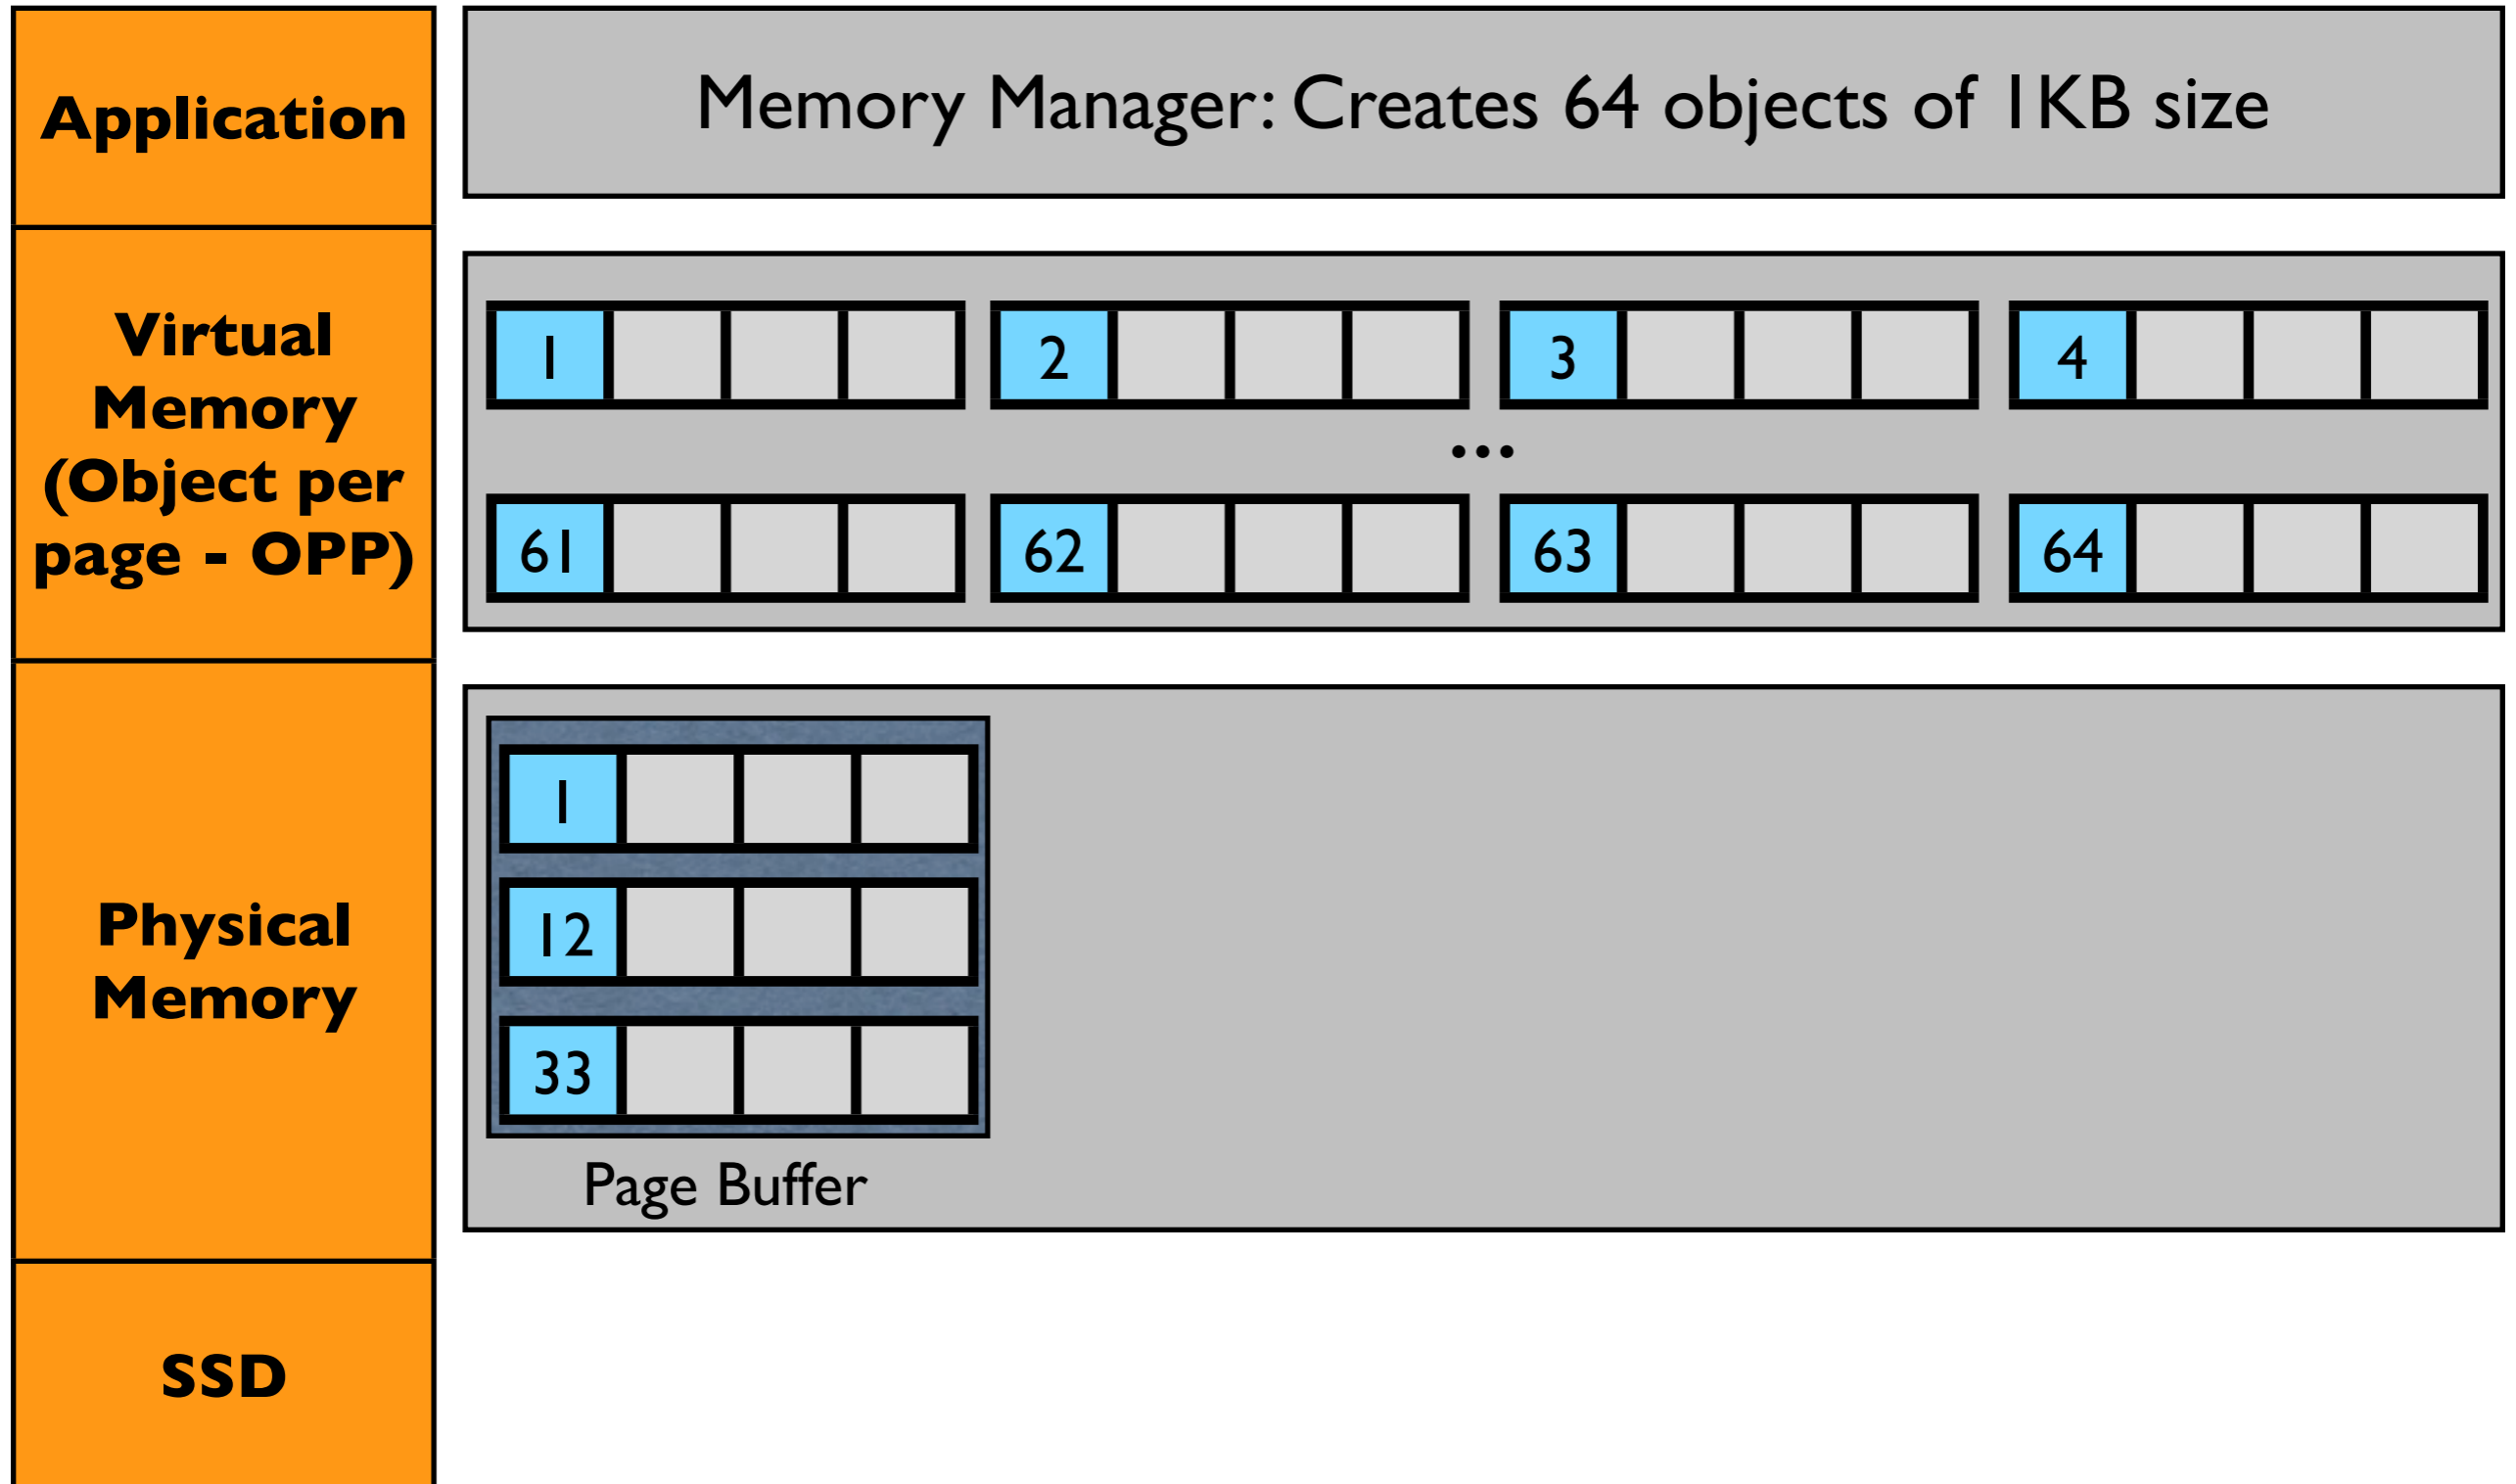 Application
Memory Manager: Creates 64 objects of 1KB size
Virtual
Memory
(Object per
page - OPP)
1 2 3 4
...
61 62 63 64
Physical
Memory
1
12
33
Page Buffer
SSD